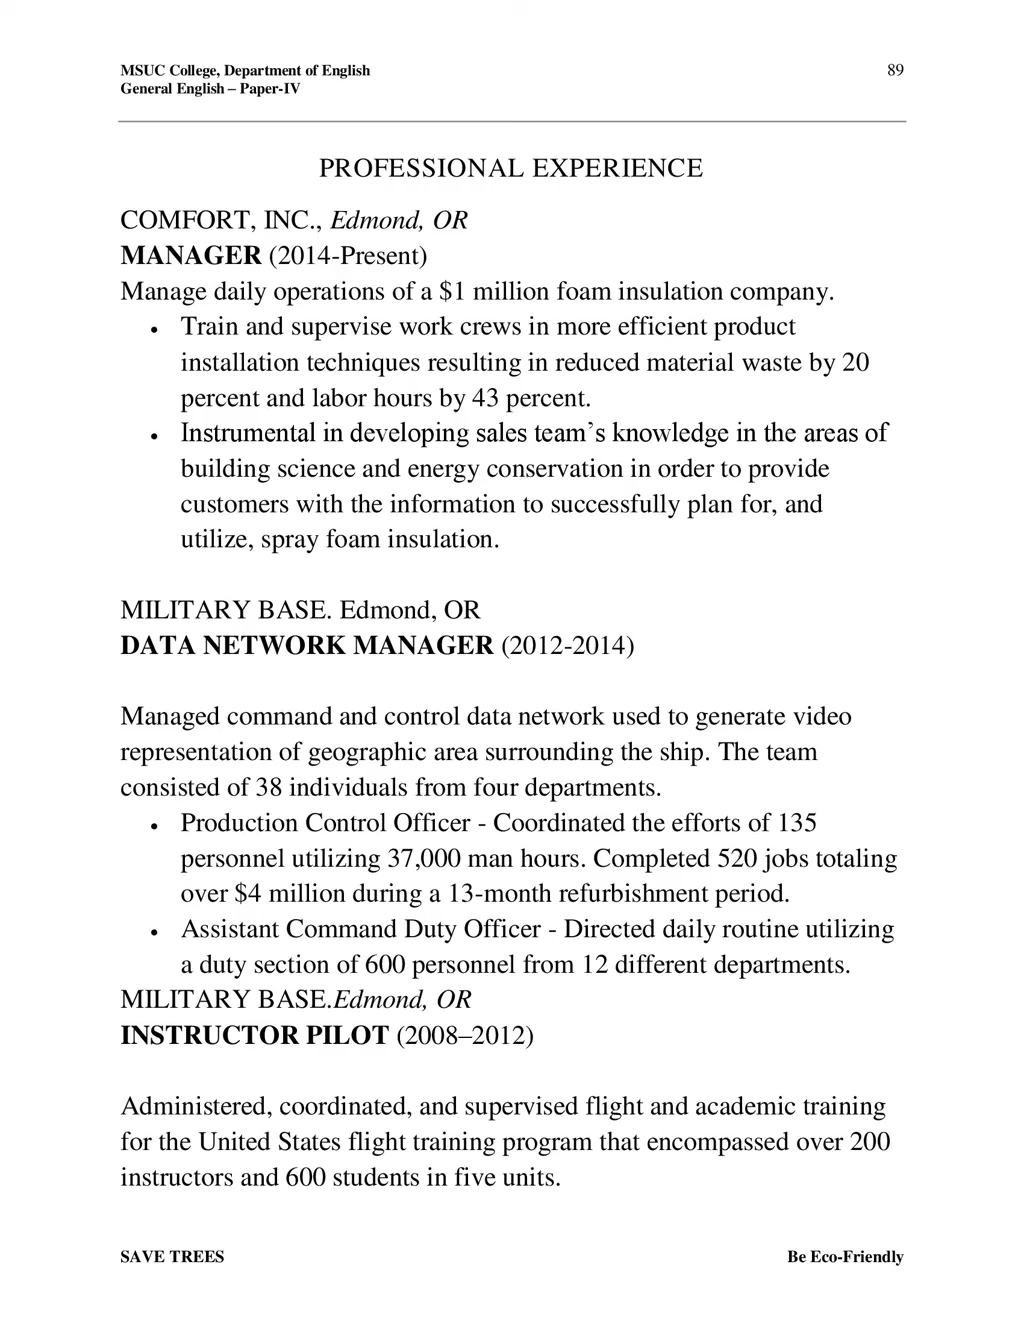 MSUC College, Department of English 89
General English – Paper-IV
PROFESSIONAL EXPERIENCE
COMFORT, INC., Edmond, OR
MANAGER (2014-Present)
Manage daily operations of a $1 million foam insulation company.
• Train and supervise work crews in more efficient product
installation techniques resulting in reduced material waste by 20
percent and labor hours by 43 percent.
• Instrumental in developing sales team’s knowledge in the areas of
building science and energy conservation in order to provide
customers with the information to successfully plan for, and
utilize, spray foam insulation.
MILITARY BASE. Edmond, OR
DATA NETWORK MANAGER (2012-2014)
Managed command and control data network used to generate video
representation of geographic area surrounding the ship. The team
consisted of 38 individuals from four departments.
• Production Control Officer - Coordinated the efforts of 135
personnel utilizing 37,000 man hours. Completed 520 jobs totaling
over $4 million during a 13-month refurbishment period.
• Assistant Command Duty Officer - Directed daily routine utilizing
a duty section of 600 personnel from 12 different departments.
MILITARY BASE.Edmond, OR
INSTRUCTOR PILOT (2008–2012)
Administered, coordinated, and supervised flight and academic training
for the United States flight training program that encompassed over 200
instructors and 600 students in five units.
SAVE TREES Be Eco-Friendly